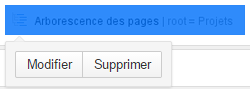 Arborescence des pages | root = Projets
Modifier Supprimer